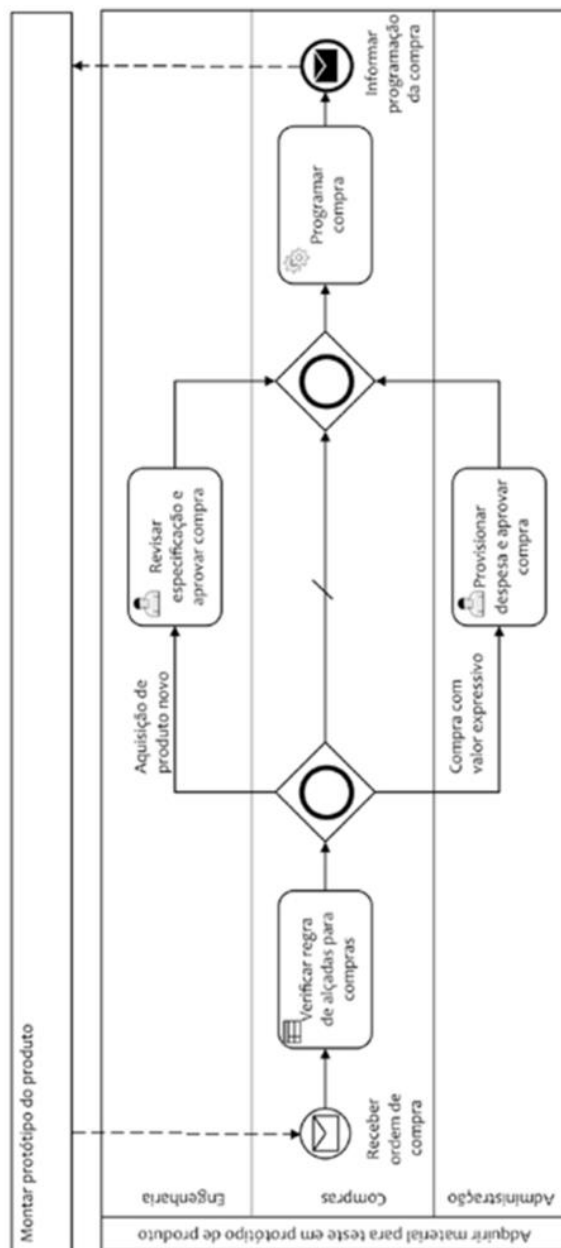 Montar protótipo do produto
Adquirir material para teste em protótipo de produto
Engenharia
Compras
Administração
Receber
ordem de
compra
Verificar regra
de alçadas para
compras
Aquisição de
produto novo
Revisar
especificação e
aprovar compra
Compra com
valor expressivo
Provisionar
despesa e aprovar
compra
Programar
compra
Informar
programação
da compra